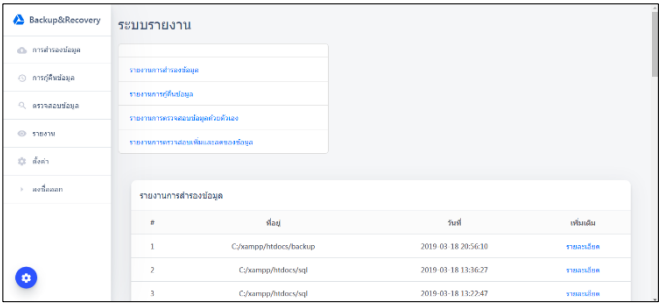 Backup&Recovery
การสำรองข้อมูล
การกู้คืนข้อมูล
ตรวจสอบข้อมูล
รายงาน
ตั้งค่า
ลงชื่อออก
ระบบรายงาน
รายงานการสำรองข้อมูล
รายงานการกู้คืนข้อมูล
รายงานการตรวจสอบข้อมูลด้วยตัวเอง
รายงานการตรวจสอบเพิ่มและลดของข้อมูล
รายงานการสำรองข้อมูล
# ที่อยู่ วันที่ เพิ่มเติม
1 C:/xampp/htdocs/backup 2019-03-18 20:56:10 รายละเอียด
2 C:/xampp/htdocs/sql 2019-03-18 13:36:27 รายละเอียด
3 C:/xampp/htdocs/sql 2019-03-18 13:22:47 รายละเอียด